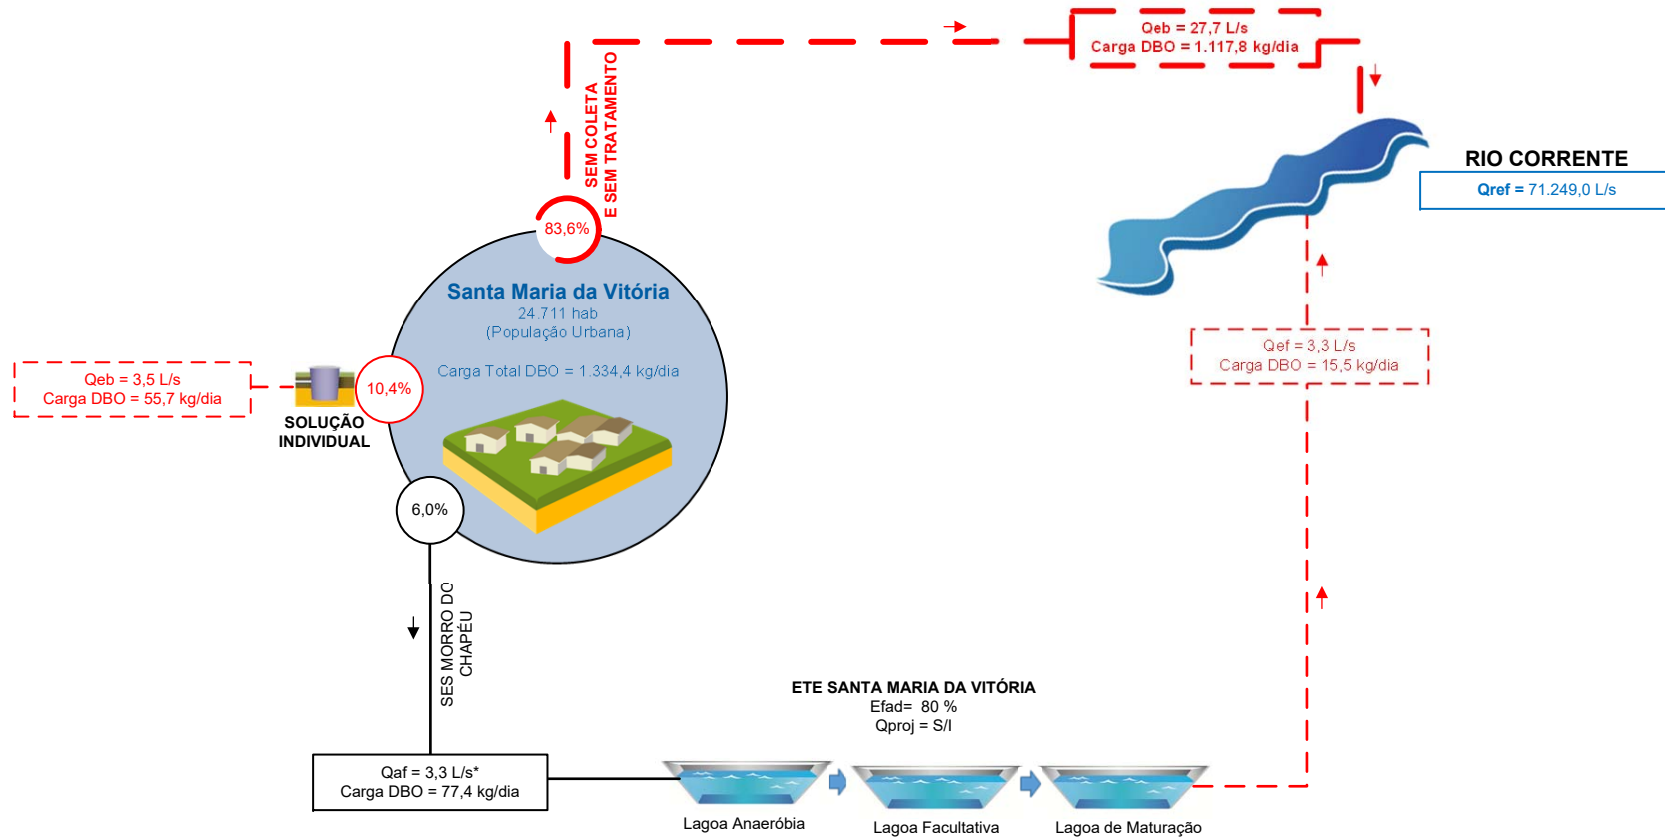 Qeb = 27,7 L/s
Carga DBO = 1.117,8 kg/dia
SEM COLETA
E SEM TRATAMENTO
RIO CORRENTE
Qref = 71.249,0 L/s
83,6%
Santa Maria da Vitória
24.711 hab
(População Urbana)
Carga Total DBO = 1.334,4 kg/dia
Qef = 3,3 L/s
Carga DBO = 15,5 kg/dia
Qeb = 3,5 L/s
Carga DBO = 55,7 kg/dia
10,4%
SOLUÇÃO
INDIVIDUAL
6,0%
SES MORRO DO
CHAPÉU
ETE SANTA MARIA DA VITÓRIA
Efad= 80 %
Qproj = S/I
Qaf = 3,3 L/s*
Carga DBO = 77,4 kg/dia
Lagoa Anaeróbia
Lagoa Facultativa
Lagoa de Maturação